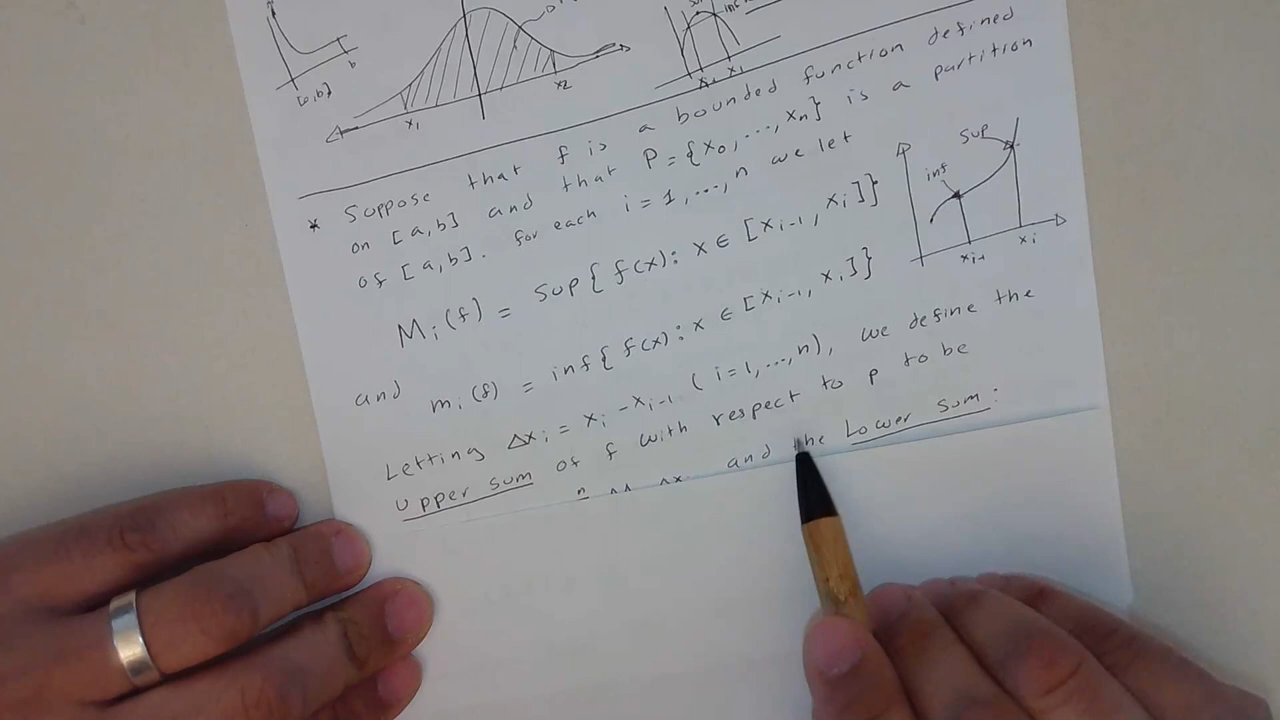 [a,b]
b
x1
x2
inf
x1
* Suppose that f is a bounded function defined
on [a,b] and that P = {x0, ..., xn} is a partition
of [a,b]. for each i = 1, ..., n we let
Mi(f) = sup{ f(x): x ∈ [xi-1, xi]}
and mi(f) = inf{ f(x): x ∈ [xi-1, xi]}
sup
inf
xi-1
xi
Letting Δxi = xi - xi-1 (i=1, ..., n), we define the
upper sum of f with respect to p to be
and the Lower sum: